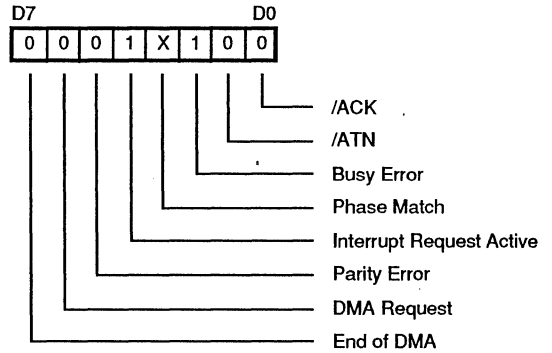 D7 D0
0 0 0 1 X 1 0 0
/ACK
/ATN
Busy Error
Phase Match
Interrupt Request Active
Parity Error
DMA Request
End of DMA